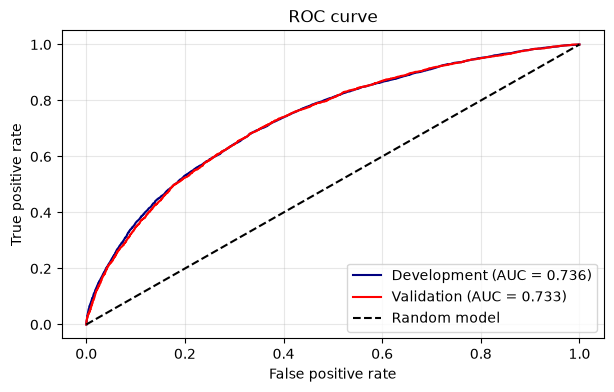 ROC curve
True positive rate
1.0
0.8
0.6
0.4
0.2
0.0
Development (AUC = 0.736)
Validation (AUC = 0.733)
Random model
0.0 0.2 0.4 0.6 0.8 1.0
False positive rate